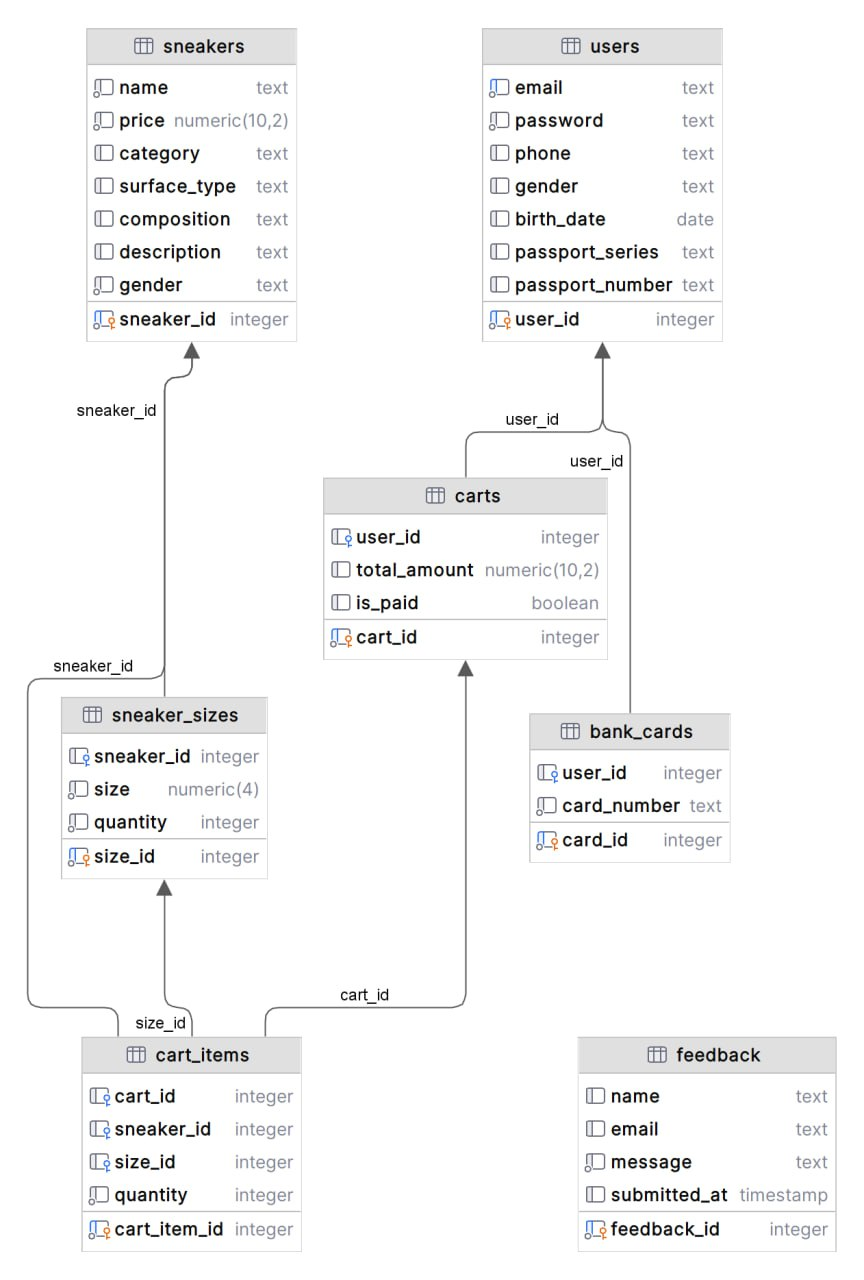 sneakers
name text
price numeric(10,2)
category text
surface_type text
composition text
description text
gender text
sneaker_id integer
users
email text
password text
phone text
gender text
birth_date date
passport_series text
passport_number text
user_id integer
sneaker_id
user_id
user_id
carts
user_id integer
total_amount numeric(10,2)
is_paid boolean
cart_id integer
sneaker_id
sneaker_sizes
sneaker_id integer
size numeric(4)
quantity integer
size_id integer
bank_cards
user_id integer
card_number text
card_id integer
cart_id
size_id
cart_items
cart_id integer
sneaker_id integer
size_id integer
quantity integer
cart_item_id integer
feedback
name text
email text
message text
submitted_at timestamp
feedback_id integer